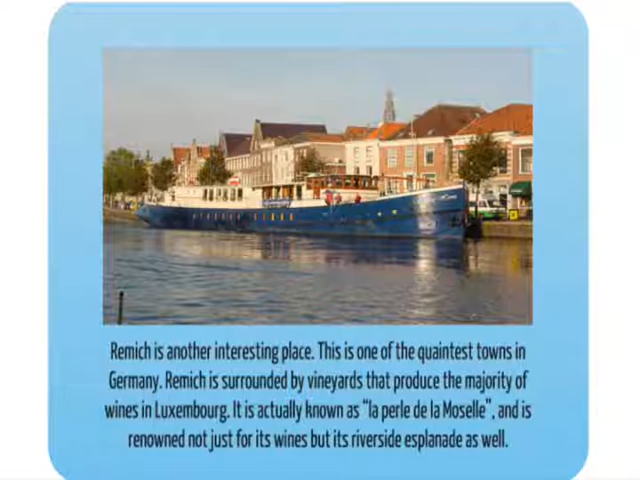 Remich is another interesting place. This is one of the quaintest towns in
Germany. Remich is surrounded by vineyards that produce the majority of
wines in Luxembourg. It is actually known as "la perle de la Moselle", and is
renowned not just for its wines but its riverside esplanade as well.